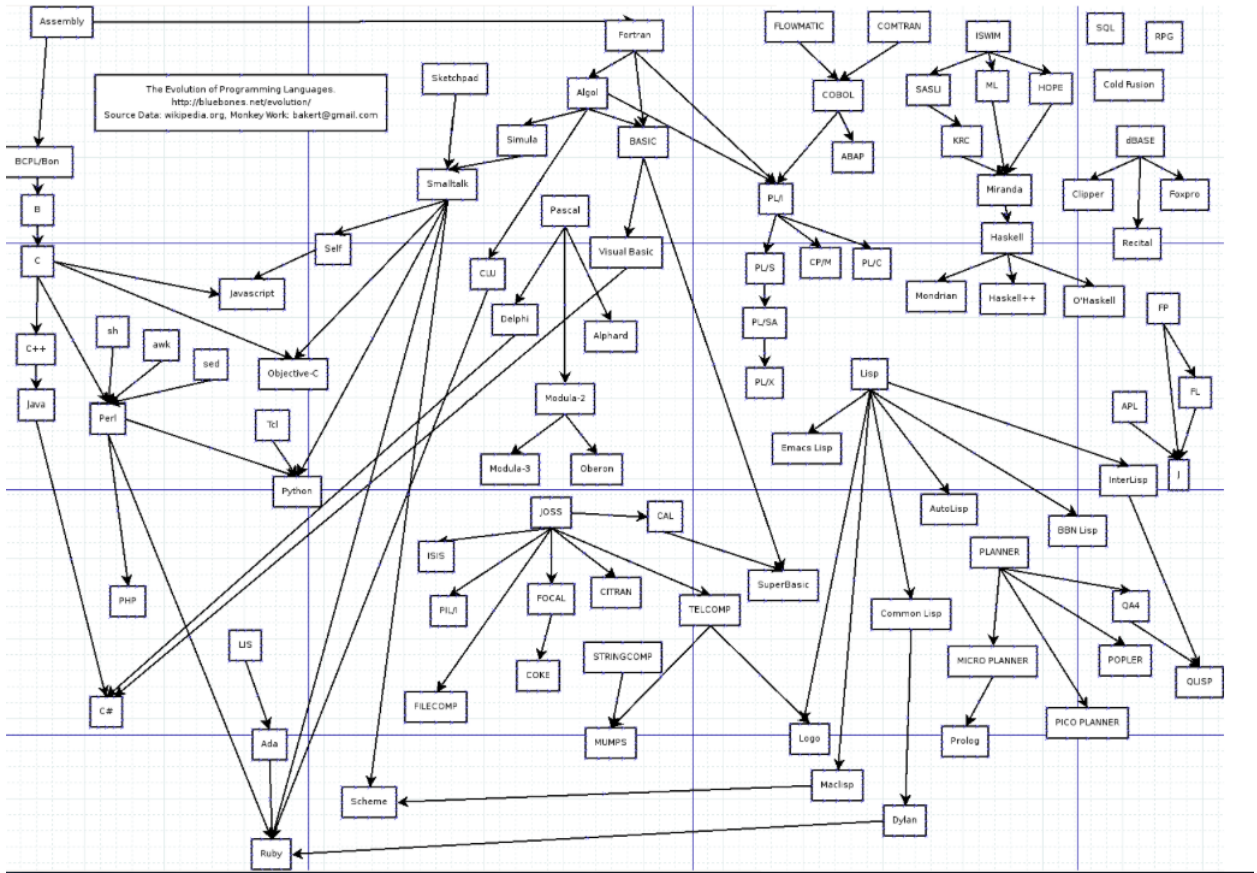 Assembly
Fortran
FLOWMATIC
COMTRAN
ISWIM
SQL
RPG
Sketchpad
The Evolution of Programming Languages.
http://bluebones.net/evolution/
Source Data: wikipedia.org, Monkey Work: bakert@gmail.com
Algol
COBOL
SASLI
ML
HOPE
Cold Fusion
Simula
BASIC
ABAP
KRC
dBASE
BCPL/Bon
Smalltalk
Miranda
Clipper
Foxpro
B
Pascal
PL/I
Self
Visual Basic
Haskell
Recital
C
CLU
PL/S
CP/M
PL/C
Javascript
Mondrian
Haskell++
O'Haskell
FP
Delphi
Alphard
PL/SA
sh
awk
C++
sed
Objective-C
PL/X
Lisp
FL
Java
Perl
Modula-2
APL
Tcl
Emacs Lisp
Modula-3
Oberon
InterLisp
J
Python
JOSS
CAL
AutoLisp
BBN Lisp
ISIS
PLANNER
SuperBasic
PHP
PIL/I
FOCAL
CITRAN
TELCOMP
Common Lisp
QA4
LIS
STRINGCOMP
MICRO PLANNER
POPLER
COKE
QLISP
C#
FILECOMP
PICO PLANNER
Ada
MUMPS
Logo
Prolog
Scheme
Maclisp
Dylan
Ruby